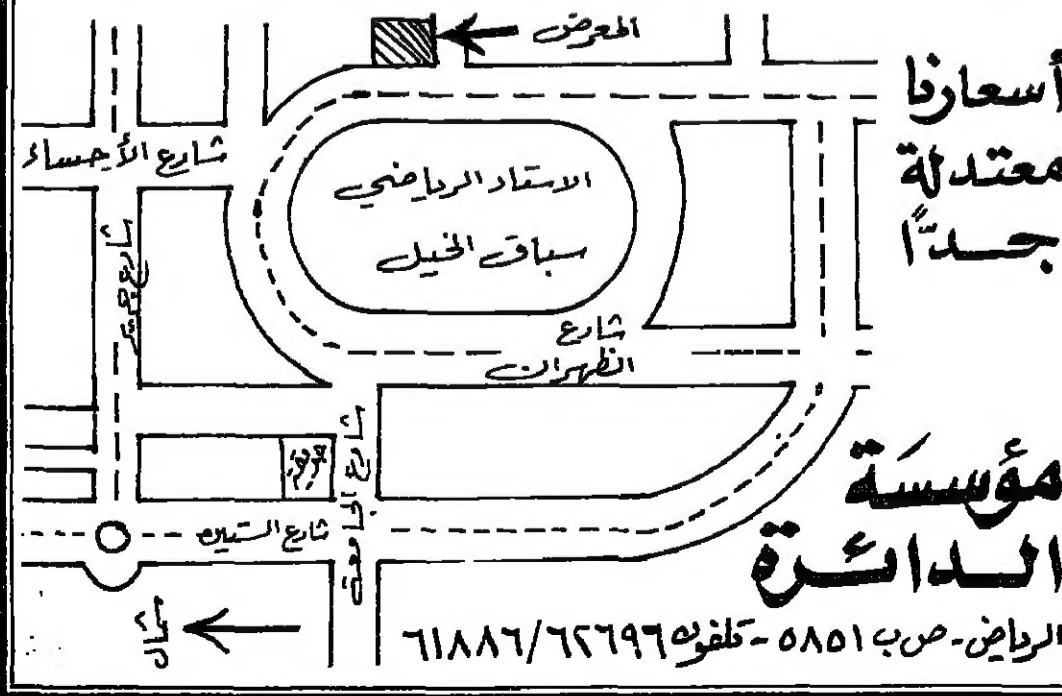 المعرض
أسعارنا
معتدلة
جداً
شارع الأحساء
الاستاد الرياضي
سباق الخيل
شارع
الظهران
شارع الجامعة
شارع الستين
مؤسسة
الدائرة
شمال
الرياض - ص ب ٥٨٥١ - تلفون ٦١٨٨٦/٦٢٦٩٦